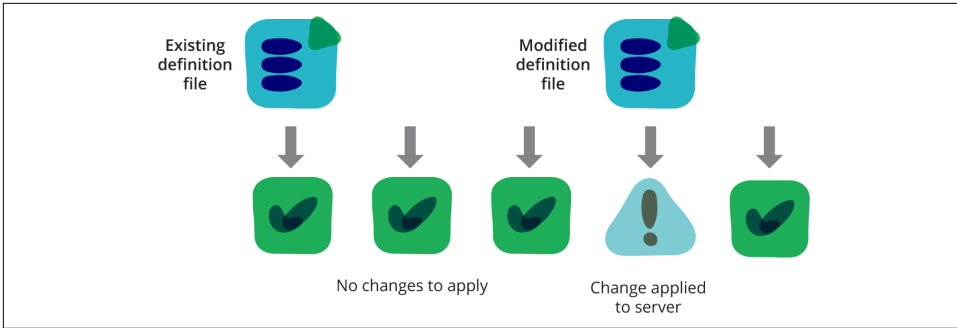 Existing
definition
file
Modified
definition
file
No changes to apply
Change applied
to server